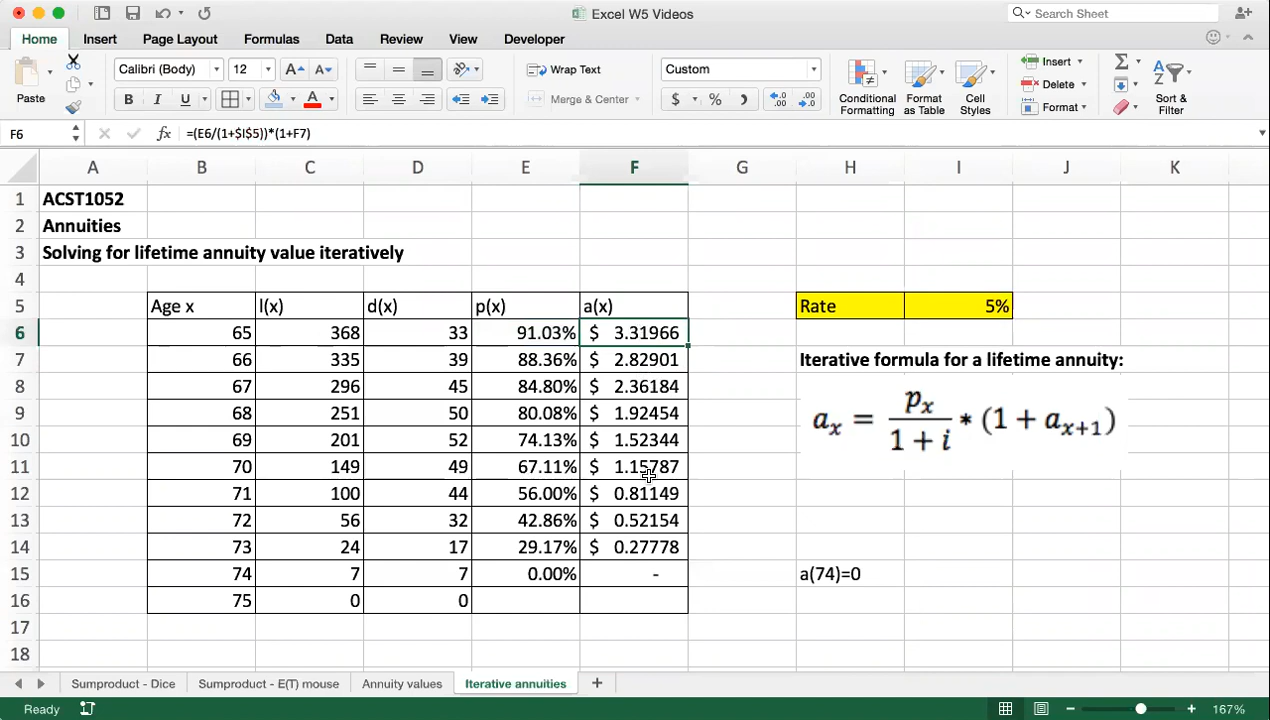 Excel W5 Videos
Search Sheet
Home Insert Page Layout Formulas Data Review View Developer
Paste
Calibri (Body) 12 A A
B I U A
Wrap Text
Merge & Center
Custom
$ % ,
Conditional Formatting
Format as Table
Cell Styles
Insert
Delete
Format
Sort & Filter
F6 fx =(E6/(1+$I$5))*(1+F7)
A B C D E F G H I J K
1 ACST1052
2 Annuities
3 Solving for lifetime annuity value iteratively
4
5 Age x l(x) d(x) p(x) a(x) Rate 5%
6 65 368 33 91.03% $ 3.31966
7 66 335 39 88.36% $ 2.82901 Iterative formula for a lifetime annuity:
8 67 296 45 84.80% $ 2.36184
9 68 251 50 80.08% $ 1.92454
aₓ = pₓ / 1 + i * (1 + aₓ₊₁)
10 69 201 52 74.13% $ 1.52344
11 70 149 49 67.11% $ 1.15787
12 71 100 44 56.00% $ 0.81149
13 72 56 32 42.86% $ 0.52154
14 73 24 17 29.17% $ 0.27778
15 74 7 7 0.00% - a(74)=0
16 75 0 0
17
18
Sumproduct - Dice Sumproduct - E(T) mouse Annuity values Iterative annuities +
Ready 167%